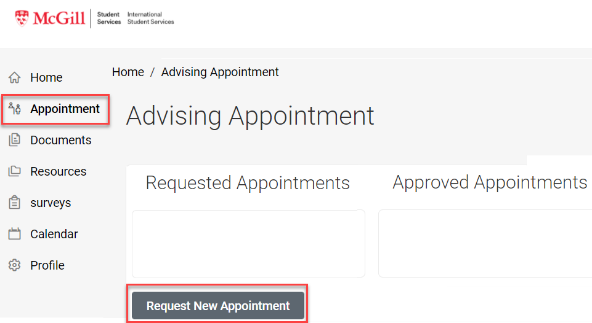 McGill
Student Services
International Student Services
Home
Appointment
Documents
Resources
surveys
Calendar
Profile
Home / Advising Appointment
Advising Appointment
Requested Appointments
Approved Appointments
Request New Appointment